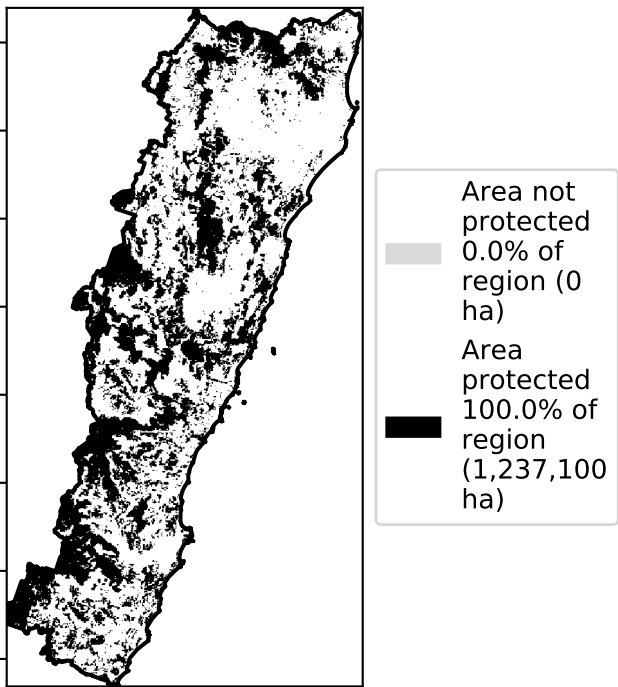 Area not
protected
0.0% of
region (0
ha)
Area
protected
100.0% of
region
(1,237,100
ha)